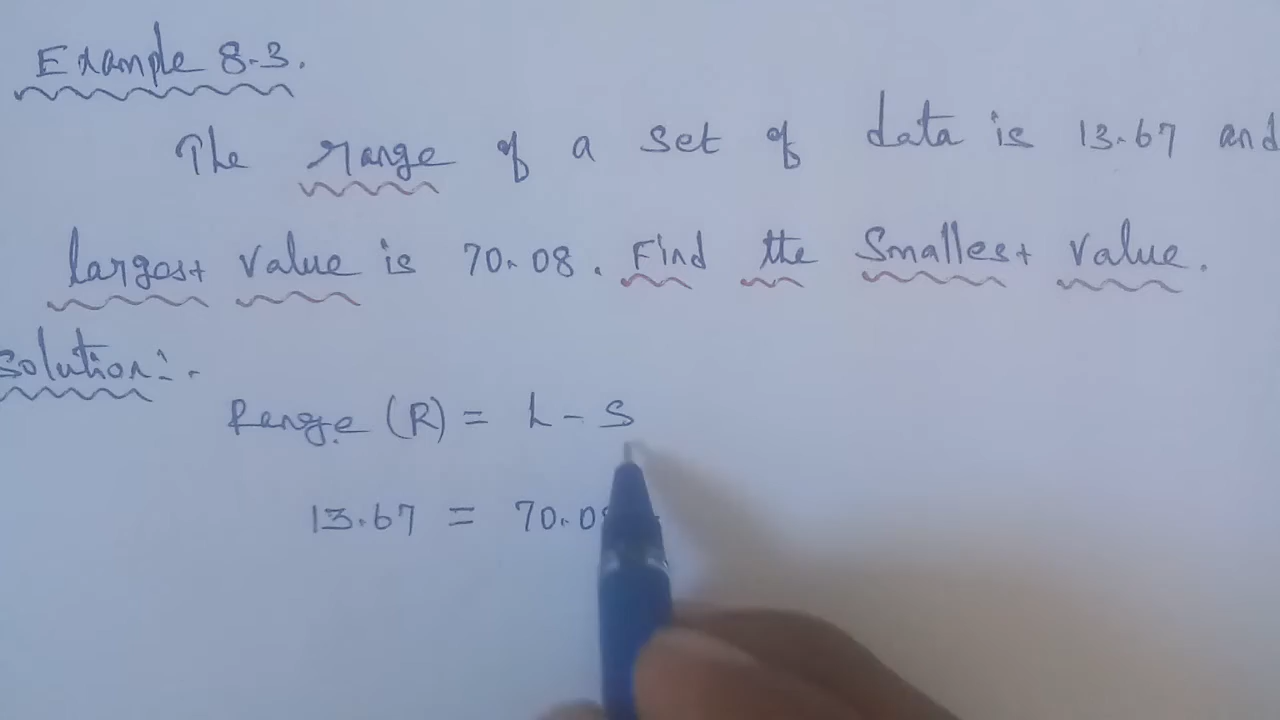 Example 8.3.
The range of a set of data is 13.67 and
largest value is 70.08. Find the Smallest value.
Solution:-
Range (R) = L - S
13.67 = 70.0